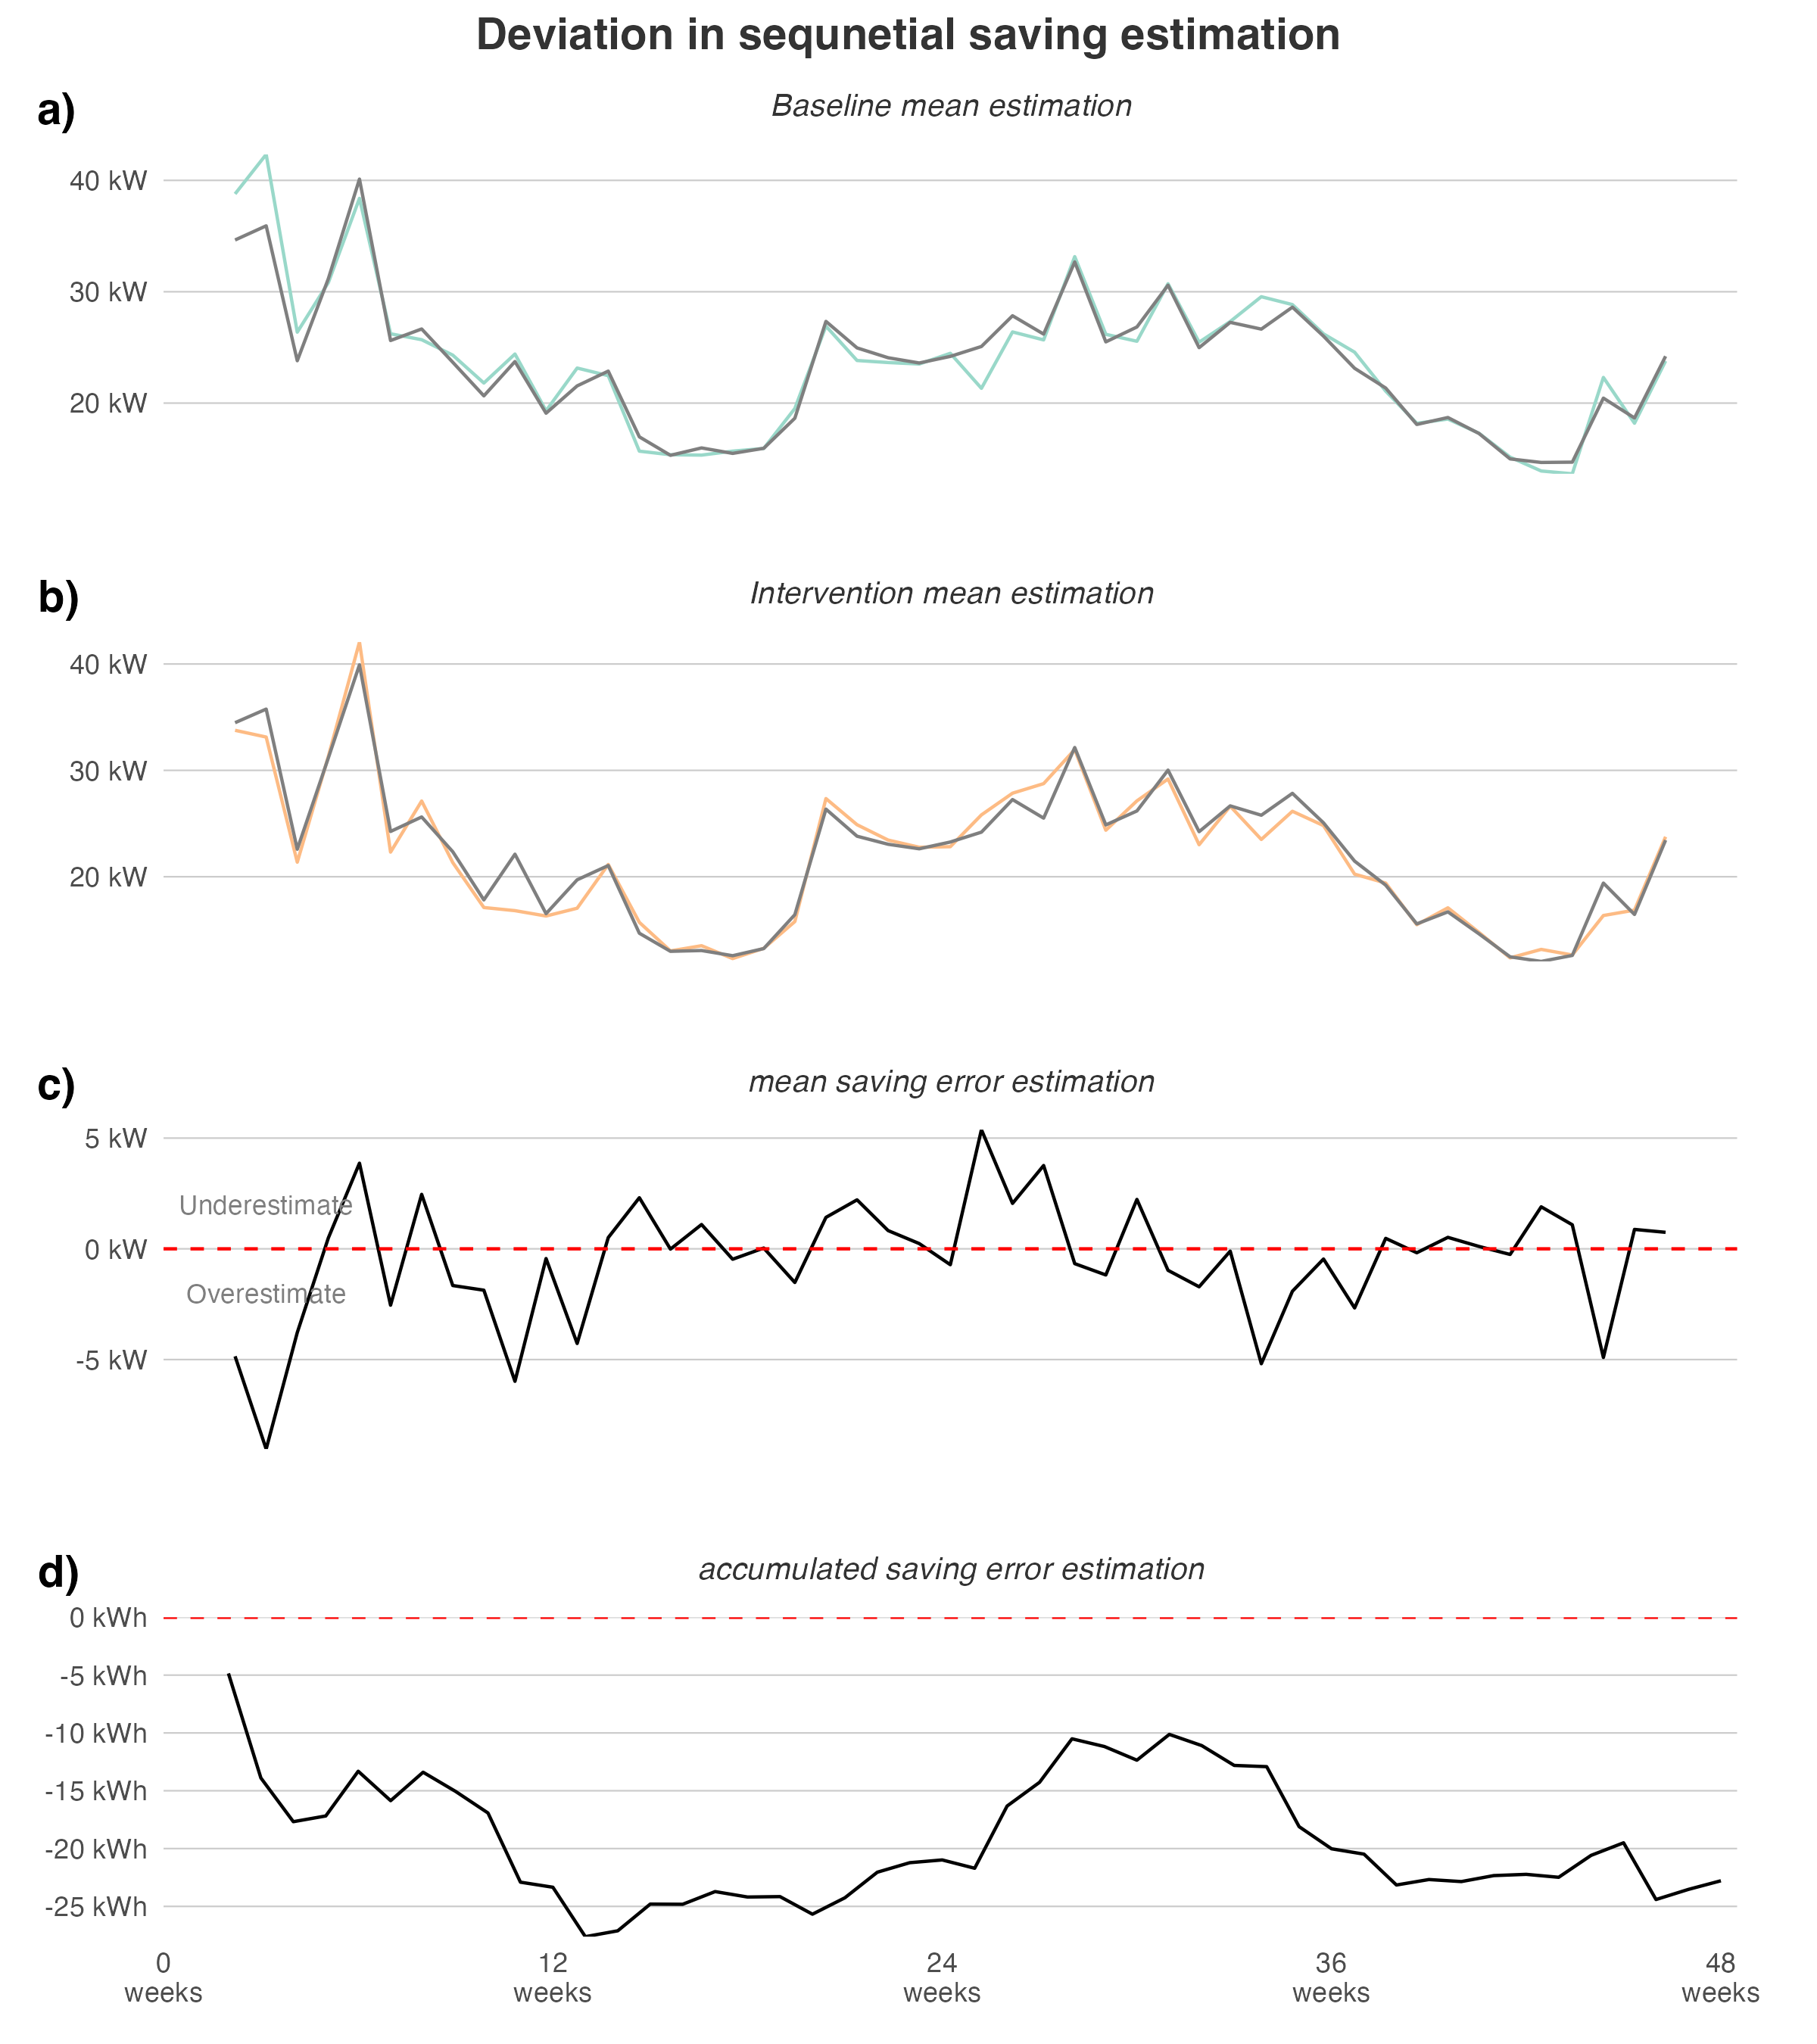 Deviation in sequnetial saving estimation
a)
Baseline mean estimation
40 kW
30 kW
20 kW
b)
Intervention mean estimation
40 kW
30 kW
20 kW
c)
mean saving error estimation
5 kW
Underestimate
0 kW
Overestimate
-5 kW
d)
accumulated saving error estimation
0 kWh
-5 kWh
-10 kWh
-15 kWh
-20 kWh
-25 kWh
0 12 24 36 48
weeks weeks weeks weeks weeks